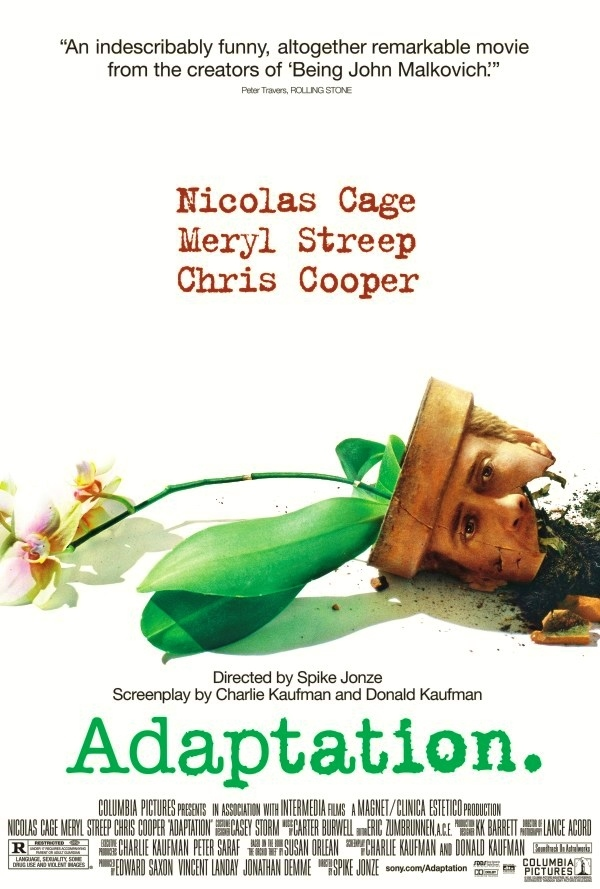 “An indescribably funny, altogether remarkable movie
from the creators of ‘Being John Malkovich.’”
Peter Travers, ROLLING STONE
Nicolas Cage
Meryl Streep
Chris Cooper
Directed by Spike Jonze
Screenplay by Charlie Kaufman and Donald Kaufman
Adaptation.
COLUMBIA PICTURES PRESENTS IN ASSOCIATION WITH INTERMEDIA FILMS A MAGNET/CLINICA ESTETICO PRODUCTION
NICOLAS CAGE MERYL STREEP CHRIS COOPER “ADAPTATION” COSTUME DESIGNER CASEY STORM MUSIC BY CARTER BURWELL EDITOR ERIC ZUMBRUNNEN, A.C.E. PRODUCTION DESIGNER KK BARRETT DIRECTOR OF PHOTOGRAPHY LANCE ACORD
R RESTRICTED
LANGUAGE, SEXUALITY, SOME
DRUG USE AND VIOLENT IMAGES
EXECUTIVE PRODUCERS CHARLIE KAUFMAN PETER SARAF BASED ON THE BOOK “THE ORCHID THIEF” BY SUSAN ORLEAN SCREENPLAY BY CHARLIE KAUFMAN AND DONALD KAUFMAN
Soundtrack On Astralwerks
PRODUCED BY EDWARD SAXON VINCENT LANDAY JONATHAN DEMME DIRECTED BY SPIKE JONZE
sony.com/Adaptation
dts
COLUMBIA
PICTURES